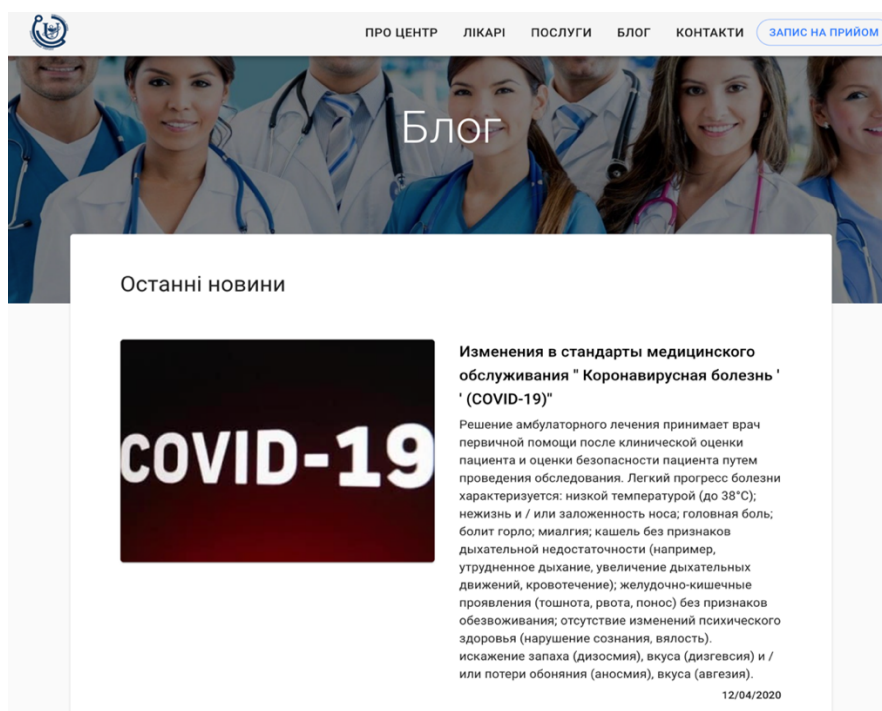 ПРО ЦЕНТР ЛІКАРІ ПОСЛУГИ БЛОГ КОНТАКТИ ЗАПИС НА ПРИЙОМ
Блог
Останні новини
COVID-19
Изменения в стандарты медицинского
обслуживания " Коронавирусная болезнь '
' (COVID-19)"
Решение амбулаторного лечения принимает врач
первичной помощи после клинической оценки
пациента и оценки безопасности пациента путем
проведения обследования. Легкий прогресс болезни
характеризуется: низкой температурой (до 38°C);
нежизнь и / или заложенность носа; головная боль;
болит горло; миалгия; кашель без признаков
дыхательной недостаточности (например,
утрудненное дыхание, увеличение дыхательных
движений, кровотечение); желудочно-кишечные
проявления (тошнота, рвота, понос) без признаков
обезвоживания; отсутствие изменений психического
здоровья (нарушение сознания, вялость).
искажение запаха (дизосмия), вкуса (дизгевсия) и /
или потери обоняния (аносмия), вкуса (авгезия).
12/04/2020